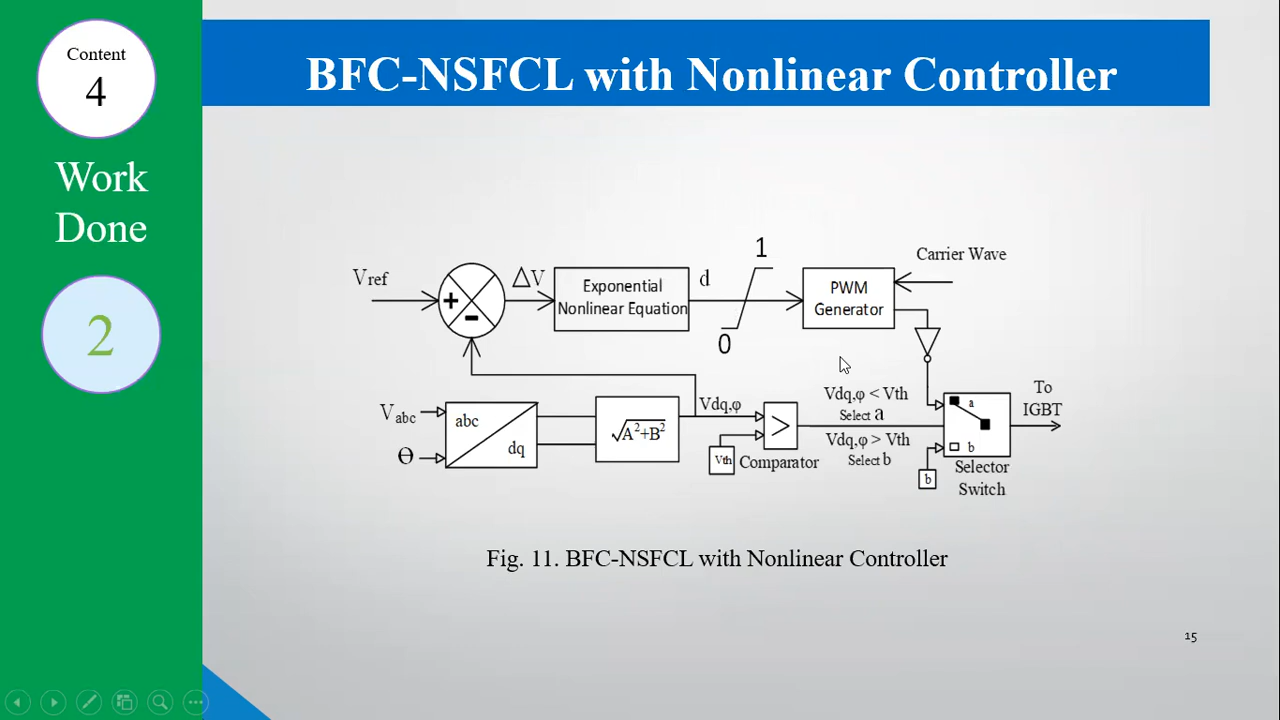 Content
4
Work
Done
2
BFC-NSFCL with Nonlinear Controller
Vref
+
-
ΔV
Exponential
Nonlinear Equation
d
1
0
PWM
Generator
Carrier Wave
Vabc
Ɵ
abc
dq
√A²+B²
Vdq,φ
Vth
>
Comparator
Vdq,φ < Vth
Select a
Vdq,φ > Vth
Select b
a
b
b
Selector
Switch
To
IGBT
Fig. 11. BFC-NSFCL with Nonlinear Controller
15